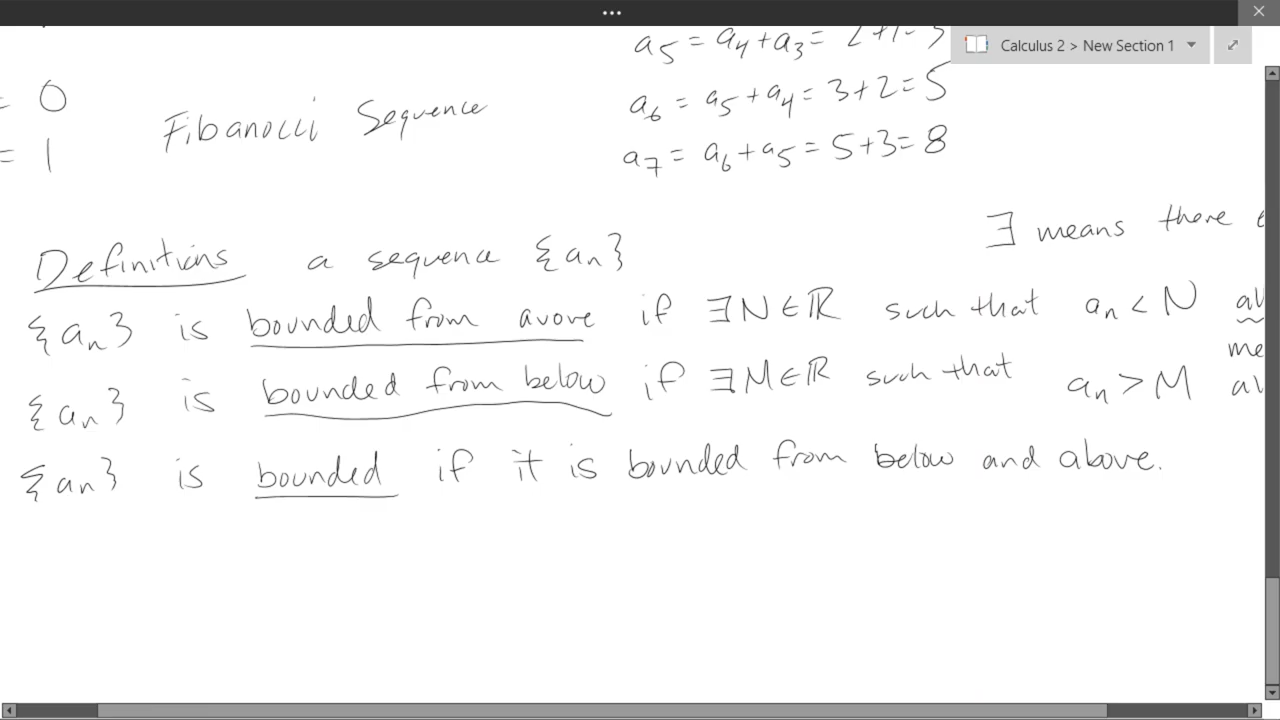 Calculus 2 > New Section 1
a₅ = a₄ + a₃ = 2+1=3
= 0
Fibanocci Sequence
a₆ = a₅ + a₄ = 3+2=5
= 1
a₇ = a₆ + a₅ = 5+3=8
∃ means there
Definitions a sequence {aₙ}
{aₙ} is bounded from avove if ∃N∈ℝ such that aₙ < N
{aₙ} is bounded from below if ∃M∈ℝ such that aₙ > M
{aₙ} is bounded if it is bounded from below and above.